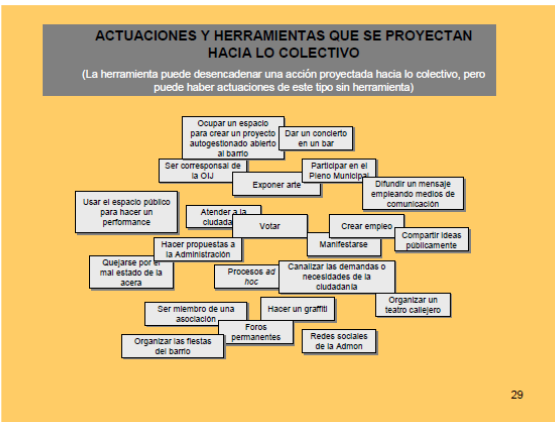 ACTUACIONES Y HERRAMIENTAS QUE SE PROYECTAN
HACIA LO COLECTIVO
(La herramienta puede desencadenar una acción proyectada hacia lo colectivo, pero
puede haber actuaciones de este tipo sin herramienta)
Ocupar un espacio
para crear un proyecto
autogestionado abierto
al barrio
Dar un concierto
en un bar
Ser corresponsal de
la OIJ
Exponer arte
Participar en el
Pleno Municipal
Difundir un mensaje
empleando medios de
comunicación
Usar el espacio público
para hacer un
performance
Atender a la
ciudada
Votar
Crear empleo
Compartir ideas
públicamente
Hacer propuestas a
la Administración
Manifestarse
Quejarse por el
mal estado de la
acera
Procesos ad
hoc
Canalizar las demandas o
necesidades de la
ciudadanía
Organizar un
teatro callejero
Ser miembro de una
asociación
Hacer un graffiti
Foros
permanentes
Organizar las fiestas
del barrio
Redes sociales
de la Admon
29